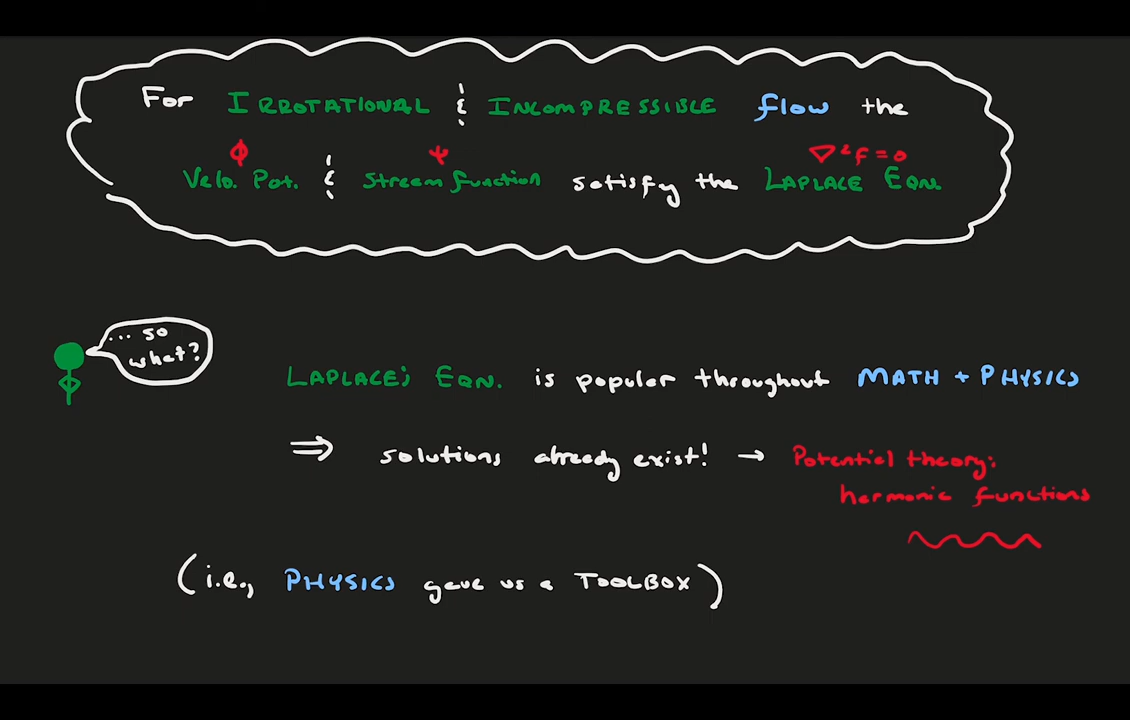 For IRROTATIONAL & INCOMPRESSIBLE flow the
ϕ ψ ∇²f=0
Velo. Pot. & Stream function satisfy the LAPLACE EQN.
... so
what?
LAPLACE's EQN. is popular throughout MATH + PHYSICS
⇒ solutions already exist! → Potential theory:
harmonic functions
(i.e., PHYSICS gave us a TOOLBOX)